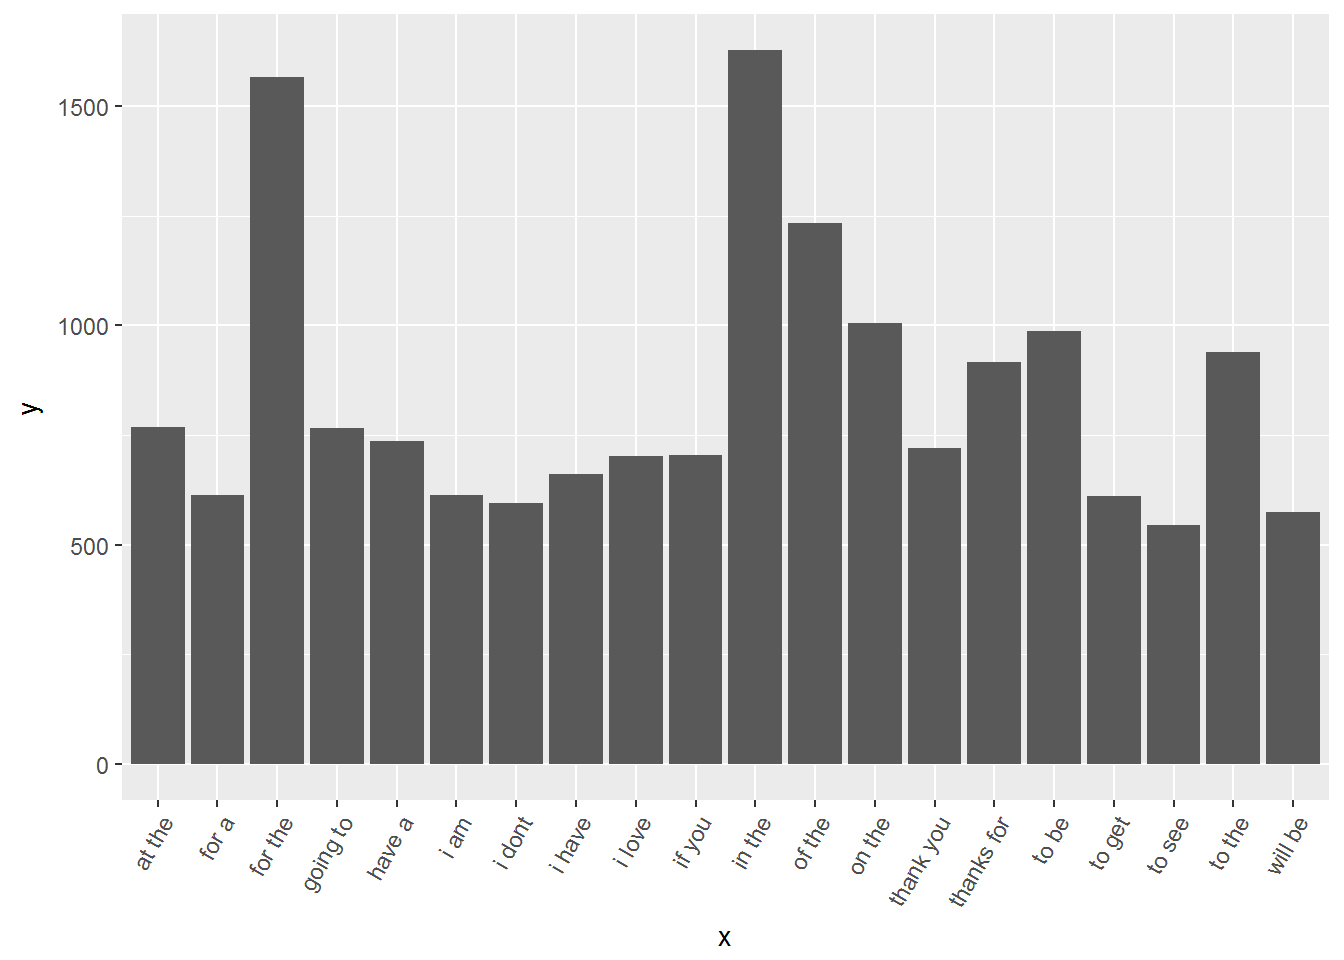 1500
1000
500
0
y
at the
for a
for the
going to
have a
i am
i dont
i have
i love
if you
in the
of the
on the
thank you
thanks for
to be
to get
to see
to the
will be
x